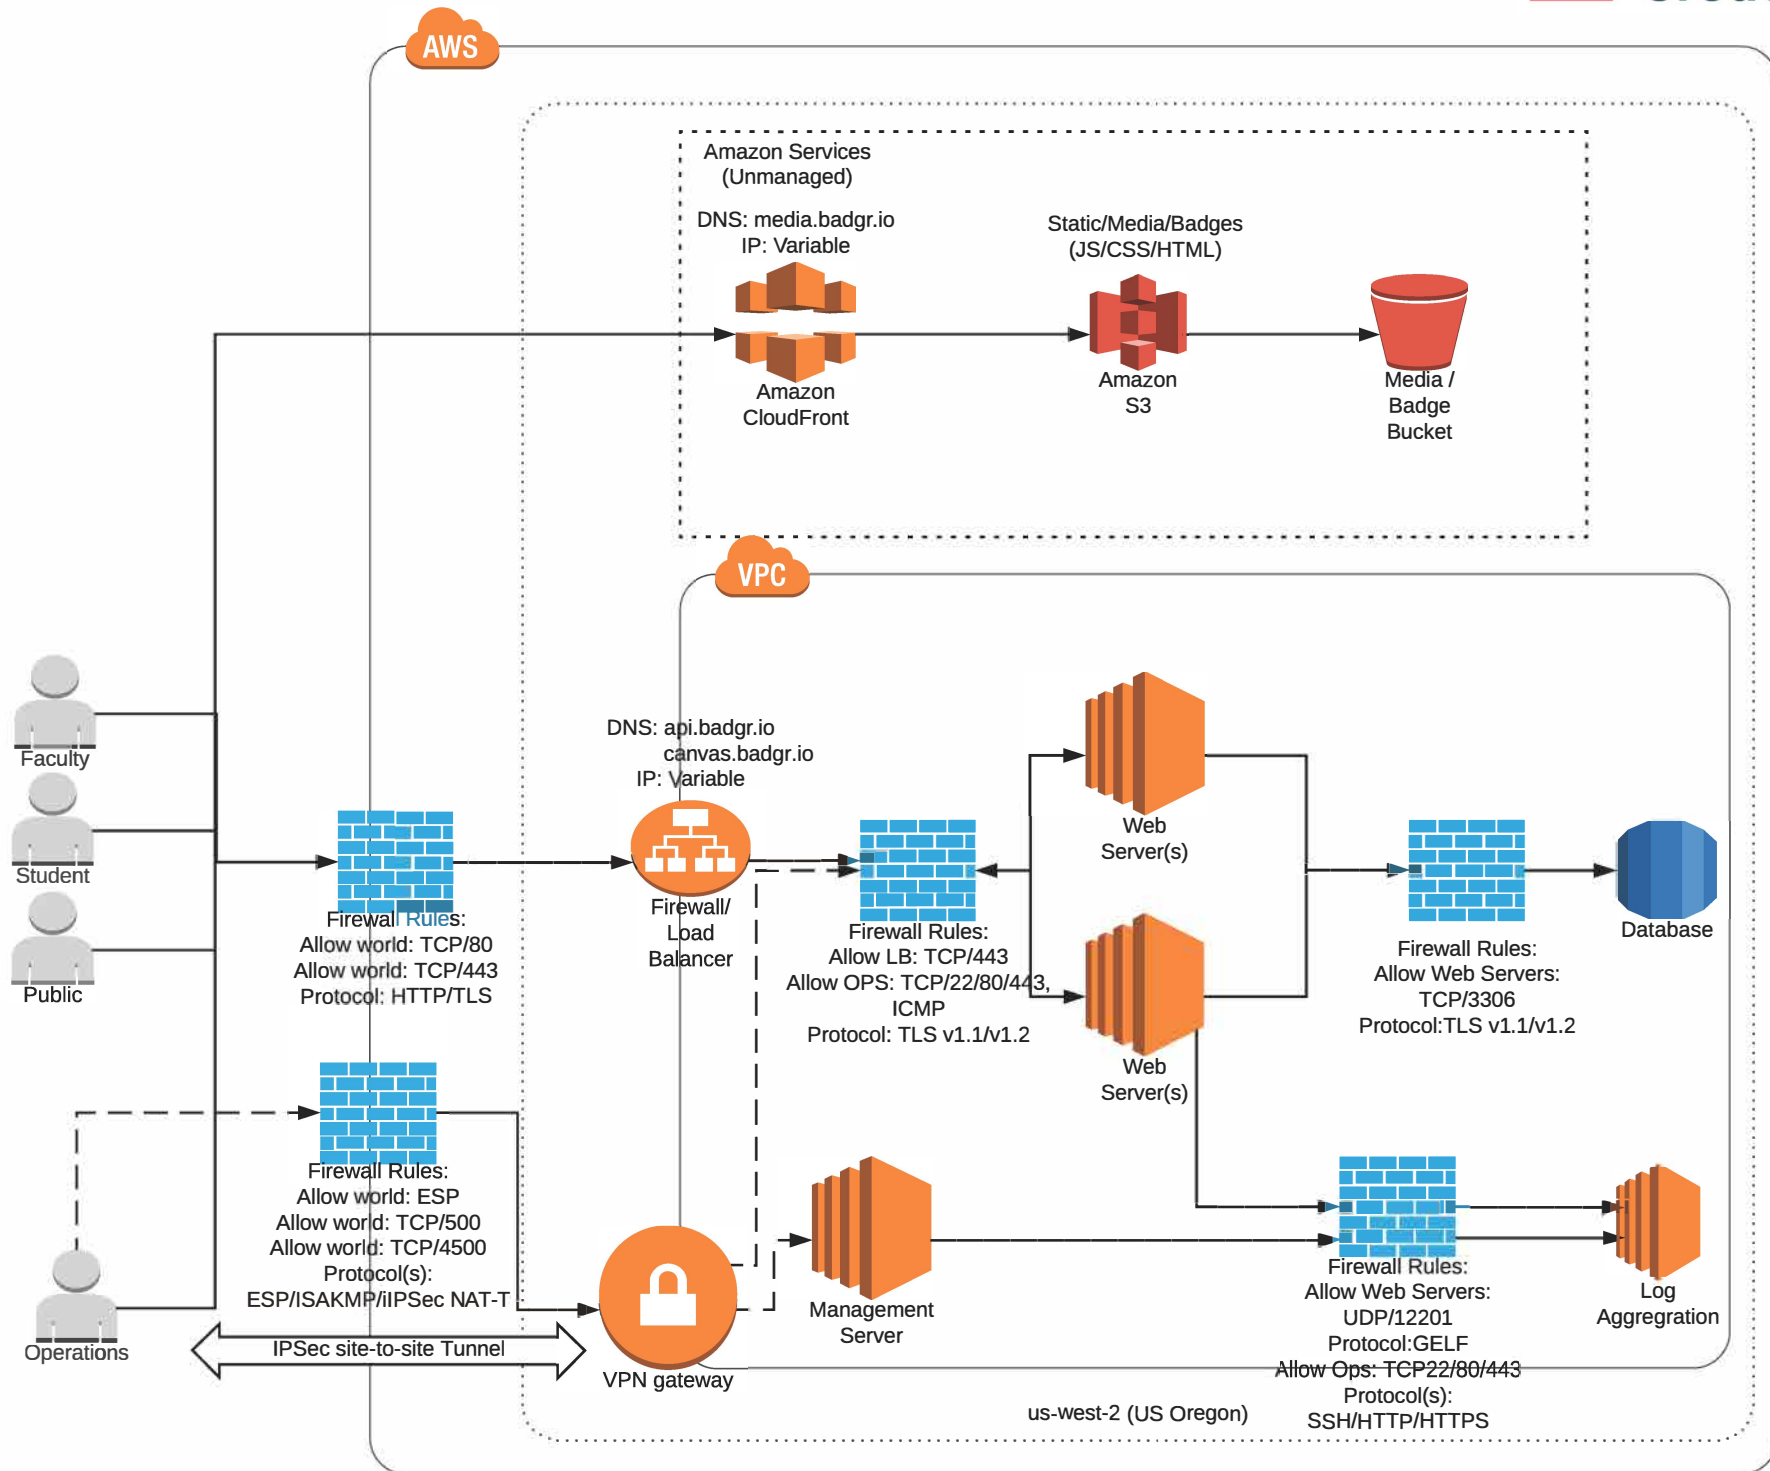 AWS
Amazon Services
(Unmanaged)
DNS: media.badgr.io
IP: Variable
Static/Media/Badges
(JS/CSS/HTML)
Amazon
CloudFront
Amazon
S3
Media /
Badge
Bucket
VPC
Faculty
Student
Public
DNS: api.badgr.io
canvas.badgr.io
IP: Variable
Firewall Rules:
Allow world: TCP/80
Allow world: TCP/443
Protocol: HTTP/TLS
Firewall/
Load
Balancer
Firewall Rules:
Allow LB: TCP/443
Allow OPS: TCP/22/80/443,
ICMP
Protocol: TLS v1.1/v1.2
Web
Server(s)
Web
Server(s)
Firewall Rules:
Allow Web Servers:
TCP/3306
Protocol:TLS v1.1/v1.2
Database
Firewall Rules:
Allow world: ESP
Allow world: TCP/500
Allow world: TCP/4500
Protocol(s):
ESP/ISAKMP/iIPSec NAT-T
Operations
IPSec site-to-site Tunnel
VPN gateway
Management
Server
Firewall Rules:
Allow Web Servers:
UDP/12201
Protocol:GELF
Allow Ops: TCP22/80/443
Protocol(s):
SSH/HTTP/HTTPS
Log
Aggregration
us-west-2 (US Oregon)